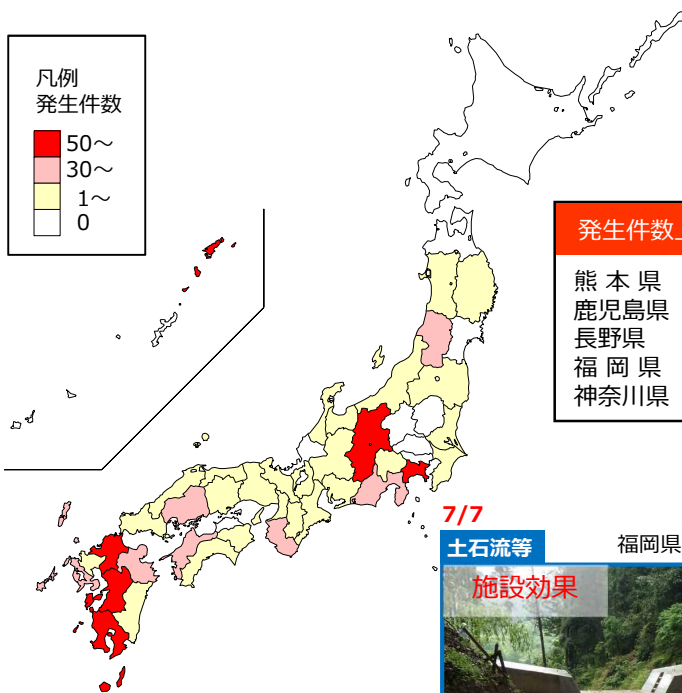 凡例
発生件数
50～
30～
1～
0
発生件数上
熊 本 県
鹿児島県
長野県
福 岡 県
神奈川県
7/7
土石流等
福岡県
施設効果